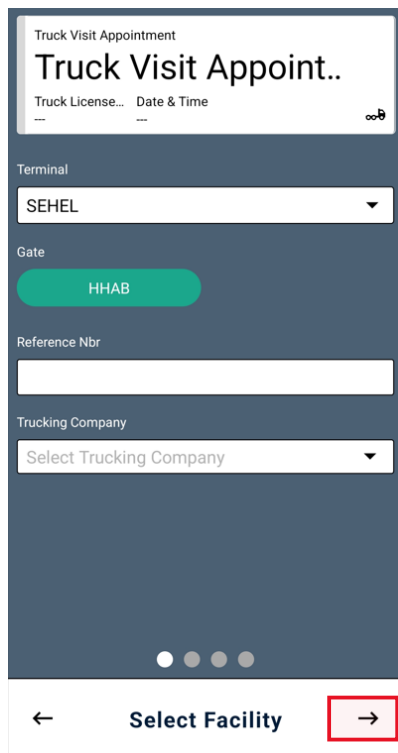 Truck Visit Appointment
Truck Visit Appoint..
Truck License... Date & Time
--- ---
Terminal
SEHEL
Gate
HHAB
Reference Nbr
Trucking Company
Select Trucking Company
Select Facility